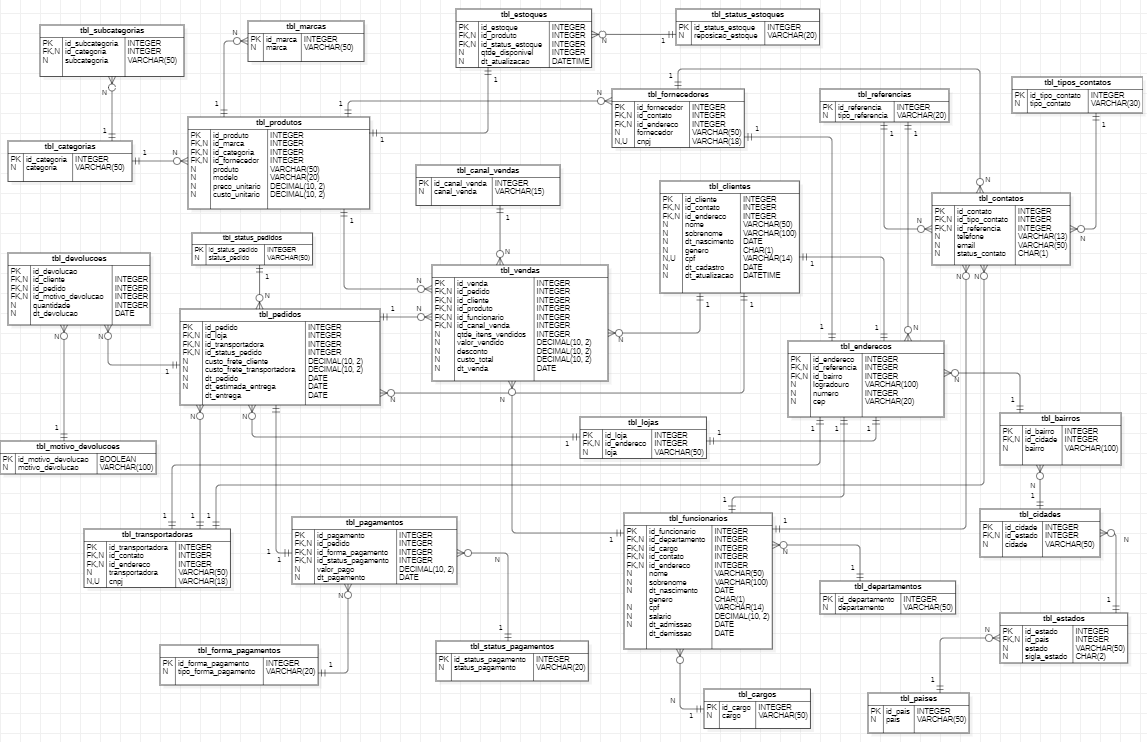 tbl_subcategorias
PK id_subcategoria INTEGER
FK,N id_categoria INTEGER
N subcategoria VARCHAR(50)
tbl_marcas
PK id_marca INTEGER
N marca VARCHAR(50)
tbl_estoques
PK id_estoque INTEGER
FK,N id_produto INTEGER
FK,N id_status_estoque INTEGER
N qtde_disponivel INTEGER
N dt_atualizacao DATETIME
tbl_status_estoques
PK id_status_estoque INTEGER
N reposicao_estoque VARCHAR(20)
tbl_fornecedores
PK id_fornecedor INTEGER
FK,N id_contato INTEGER
FK,N id_endereco INTEGER
N fornecedor VARCHAR(50)
N,U cnpj VARCHAR(18)
tbl_referencias
PK id_referencia INTEGER
N tipo_referencia VARCHAR(20)
tbl_tipos_contatos
PK id_tipo_contato INTEGER
N tipo_contato VARCHAR(30)
tbl_categorias
PK id_categoria INTEGER
N categoria VARCHAR(50)
tbl_produtos
PK id_produto INTEGER
FK,N id_marca INTEGER
FK,N id_categoria INTEGER
FK,N id_fornecedor INTEGER
N produto VARCHAR(50)
N modelo VARCHAR(20)
N preco_unitario DECIMAL(10, 2)
N custo_unitario DECIMAL(10, 2)
tbl_canal_vendas
PK id_canal_venda INTEGER
N canal_venda VARCHAR(15)
tbl_clientes
PK id_cliente INTEGER
FK,N id_contato INTEGER
FK,N id_endereco INTEGER
N nome VARCHAR(50)
N sobrenome VARCHAR(100)
N dt_nascimento DATE
N genero CHAR(1)
N,U cpf VARCHAR(14)
N dt_cadastro DATE
N dt_atualizacao DATETIME
tbl_contatos
PK id_contato INTEGER
FK,N id_tipo_contato INTEGER
FK,N id_referencia INTEGER
N telefone VARCHAR(13)
N email VARCHAR(50)
N status_contato CHAR(1)
tbl_status_pedidos
PK id_status_pedido INTEGER
N status_pedido VARCHAR(50)
tbl_devolucoes
PK id_devolucao
FK,N id_cliente INTEGER
FK,N id_pedido INTEGER
FK,N id_motivo_devolucao INTEGER
N quantidade INTEGER
N dt_devolucao DATE
tbl_pedidos
PK id_pedido INTEGER
FK,N id_loja INTEGER
FK,N id_transportadora INTEGER
FK,N id_status_pedido INTEGER
N custo_frete_cliente DECIMAL(10, 2)
N custo_frete_transportadora DECIMAL(10, 2)
N dt_pedido DATE
N dt_estimada_entrega DATE
dt_entrega DATE
tbl_vendas
PK id_venda INTEGER
FK,N id_pedido INTEGER
FK,N id_cliente INTEGER
FK,N id_produto INTEGER
FK,N id_funcionario INTEGER
FK,N id_canal_venda INTEGER
N qtde_itens_vendidos INTEGER
N valor_vendido DECIMAL(10, 2)
N desconto DECIMAL(10, 2)
N custo_total DECIMAL(10, 2)
N dt_venda DATE
tbl_enderecos
PK id_endereco INTEGER
FK,N id_referencia INTEGER
FK,N id_bairro INTEGER
N logradouro VARCHAR(100)
N numero INTEGER
N cep VARCHAR(20)
tbl_motivo_devolucoes
PK id_motivo_devolucao BOOLEAN
N motivo_devolucao VARCHAR(100)
tbl_lojas
PK id_loja INTEGER
FK,N id_endereco INTEGER
N loja VARCHAR(50)
tbl_bairros
PK id_bairro INTEGER
FK,N id_cidade INTEGER
N bairro VARCHAR(100)
tbl_transportadoras
PK id_transportadora INTEGER
FK,N id_contato INTEGER
FK,N id_endereco INTEGER
N transportadora VARCHAR(50)
N,U cnpj VARCHAR(18)
tbl_pagamentos
PK id_pagamento INTEGER
FK,N id_pedido INTEGER
FK,N id_forma_pagamento INTEGER
FK,N id_status_pagamento INTEGER
N valor_pago DECIMAL(10, 2)
N dt_pagamento DATE
tbl_funcionarios
PK id_funcionario INTEGER
FK,N id_departamento INTEGER
FK,N id_cargo INTEGER
FK,N id_contato INTEGER
FK,N id_endereco INTEGER
N nome VARCHAR(50)
N sobrenome VARCHAR(100)
N dt_nascimento DATE
genero CHAR(1)
N cpf VARCHAR(14)
N salario DECIMAL(10, 2)
N dt_admissao DATE
dt_demissao DATE
tbl_cidades
PK id_cidade INTEGER
FK,N id_estado INTEGER
N cidade VARCHAR(50)
tbl_departamentos
PK id_departamento INTEGER
N departamento VARCHAR(50)
tbl_estados
PK id_estado INTEGER
FK,N id_pais INTEGER
N estado VARCHAR(50)
N sigla_estado CHAR(2)
tbl_forma_pagamentos
PK id_forma_pagamento INTEGER
N tipo_forma_pagamento VARCHAR(20)
tbl_status_pagamentos
PK id_status_pagamento INTEGER
N status_pagamento VARCHAR(20)
tbl_cargos
PK id_cargo INTEGER
N cargo VARCHAR(50)
tbl_paises
PK id_pais INTEGER
N pais VARCHAR(50)